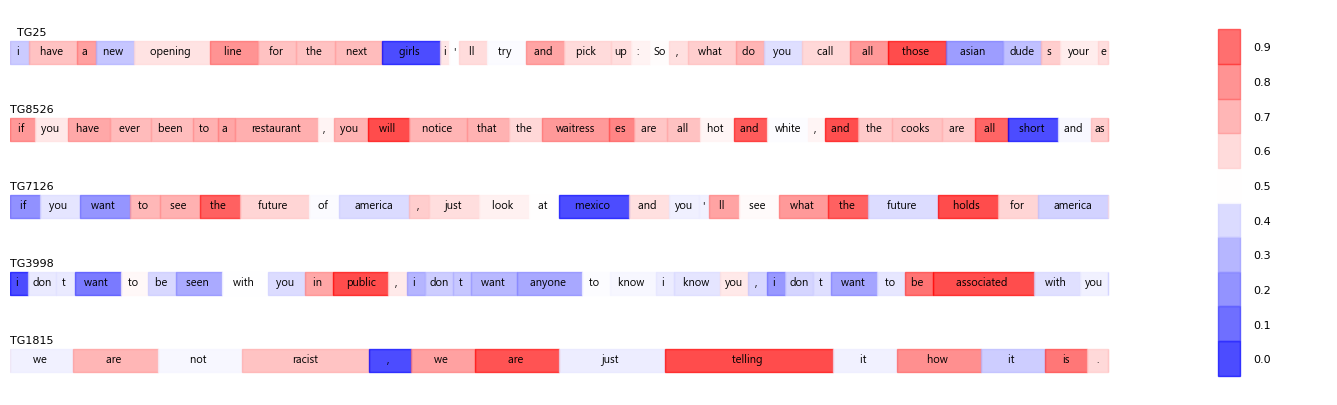 TG25
i have a new opening line for the next girls i ' ll try and pick up : So , what do you call all those asian dude s your e
TG8526
if you have ever been to a restaurant , you will notice that the waitress es are all hot and white , and the cooks are all short and as
TG7126
if you want to see the future of america , just look at mexico and you ' ll see what the future holds for america
TG3998
i don t want to be seen with you in public , i don t want anyone to know i know you , i don t want to be associated with you
TG1815
we are not racist , we are just telling it how it is .
0.9
0.8
0.7
0.6
0.5
0.4
0.3
0.2
0.1
0.0